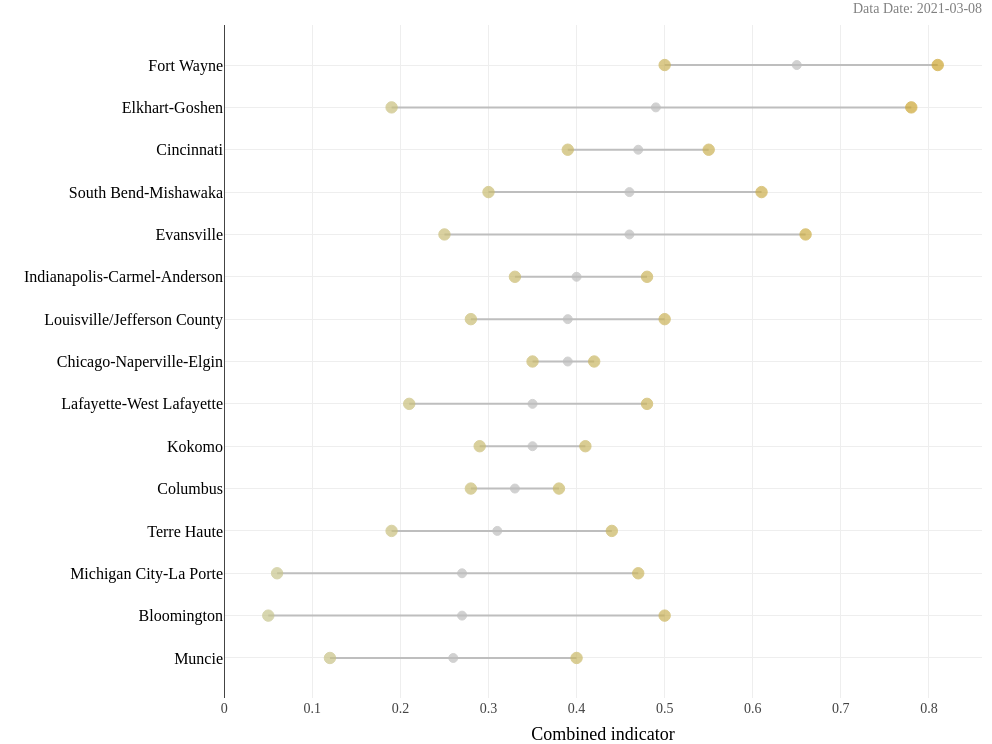 Data Date: 2021-03-08
Fort Wayne
Elkhart-Goshen
Cincinnati
South Bend-Mishawaka
Evansville
Indianapolis-Carmel-Anderson
Louisville/Jefferson County
Chicago-Naperville-Elgin
Lafayette-West Lafayette
Kokomo
Columbus
Terre Haute
Michigan City-La Porte
Bloomington
Muncie
0 0.1 0.2 0.3 0.4 0.5 0.6 0.7 0.8
Combined indicator